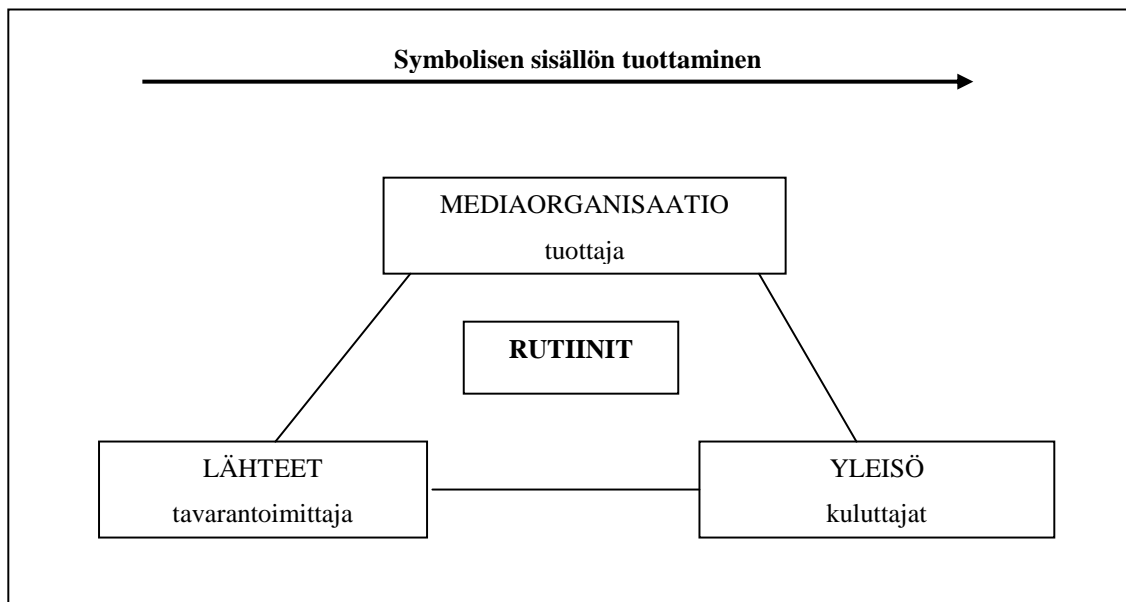 Symbolisen sisällön tuottaminen
MEDIAORGANISAATIO
tuottaja
RUTIINIT
LÄHTEET
tavarantoimittaja
YLEISÖ
kuluttajat